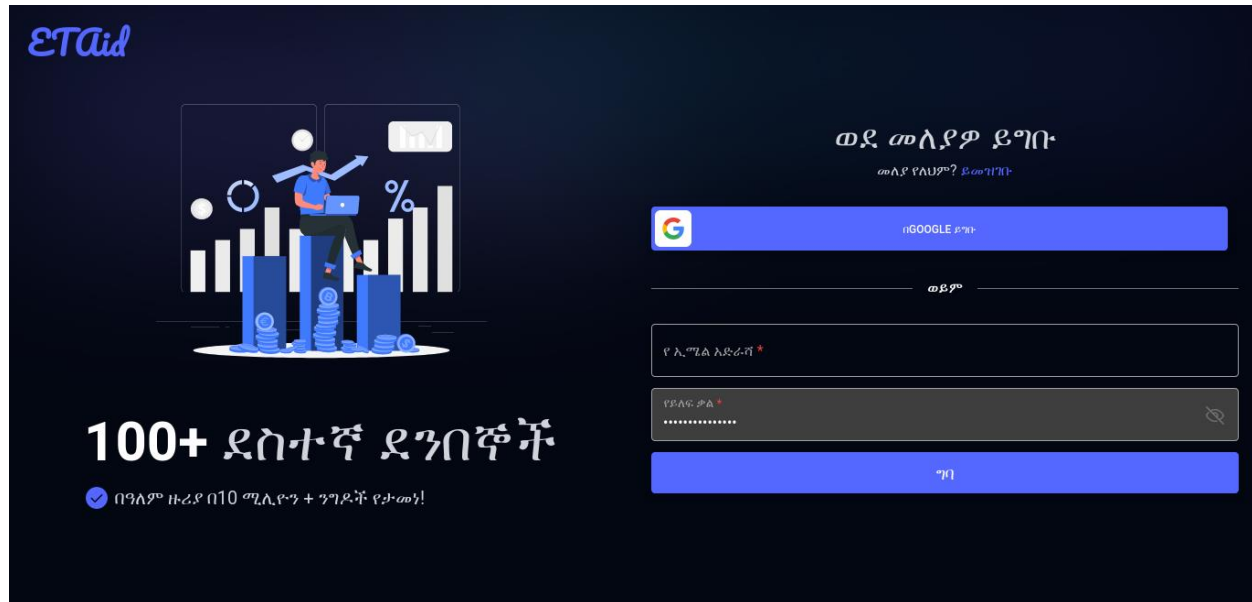 ETAid
100+ ደስተኛ ደንበኞች
በዓለም ዙሪያ በ10 ሚሊዮን + ንግዶች የታመነ!
ወደ መለያዎ ይግቡ
መለያ የለህም? ይመዝገቡ
በGOOGLE ይግቡ
ወይም
የ ኢሜል አድራሻ *
የይለፍ ቃል *
•••••••••••••••
ግባ